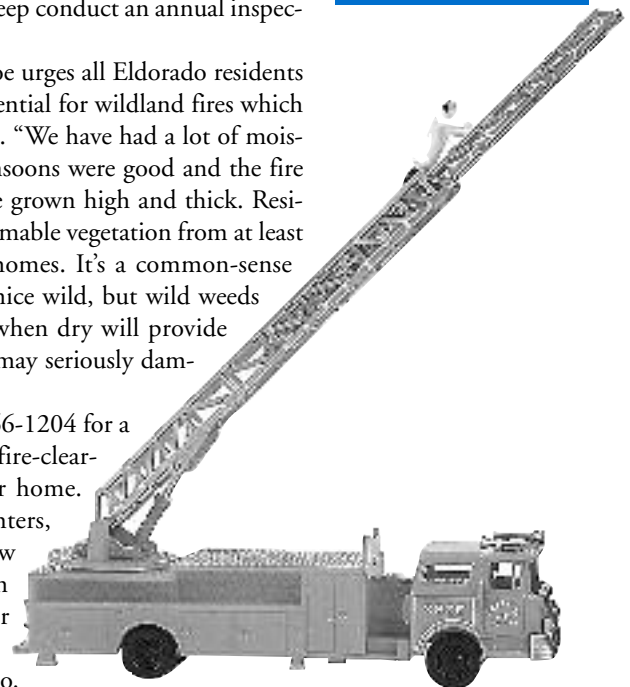 eep conduct an annual inspec-
be urges all Eldorado residents
ential for wildland fires which
. “We have had a lot of mois-
nsoons were good and the fire
e grown high and thick. Resi-
mable vegetation from at least
homes. It’s a common-sense
nice wild, but wild weeds
when dry will provide
may seriously dam-
66-1204 for a
fire-clear-
r home.
nters,
w
n
r
o.